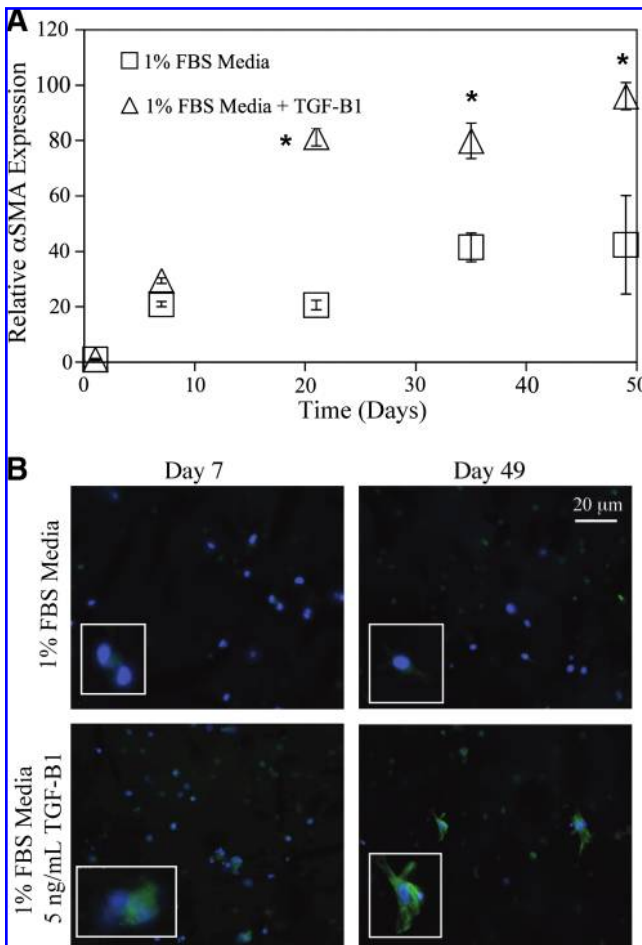 A
120
100
80
60
40
20
0
Relative αSMA Expression
1% FBS Media
1% FBS Media + TGF-B1
*
*
*
0
10
20
30
40
50
Time (Days)
B
Day 7
Day 49
1% FBS Media
20 μm
1% FBS Media
5 ng/mL TGF-B1